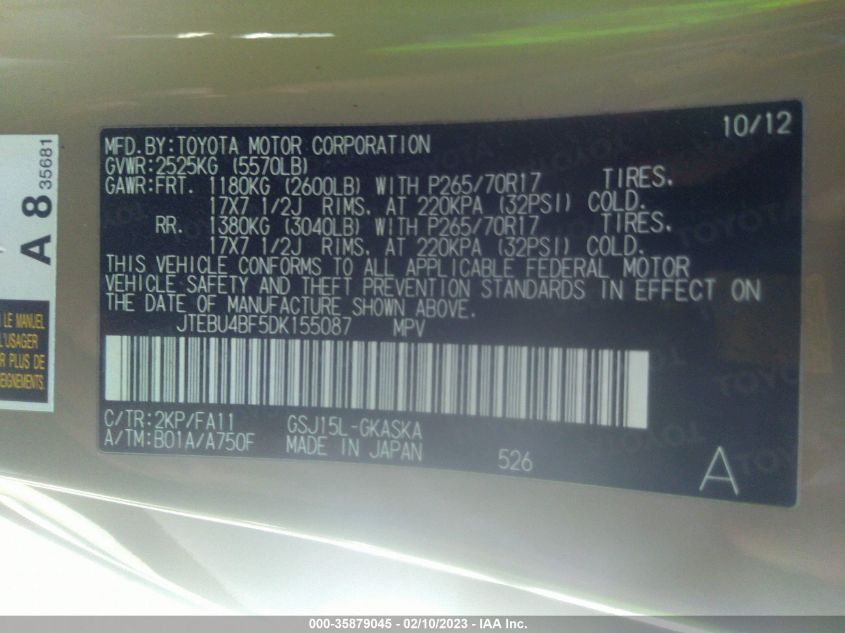 10/12
MFD.BY:TOYOTA MOTOR CORPORATION
GVWR:2525KG (5570LB)
GAWR:FRT. 1180KG (2600LB) WITH P265/70R17 TIRES,
17X7 1/2J RIMS, AT 220KPA (32PSI) COLD.
RR. 1380KG (3040LB) WITH P265/70R17 TIRES,
17X7 1/2J RIMS, AT 220KPA (32PSI) COLD.
THIS VEHICLE CONFORMS TO ALL APPLICABLE FEDERAL MOTOR
VEHICLE SAFETY AND THEFT PREVENTION STANDARDS IN EFFECT ON
THE DATE OF MANUFACTURE SHOWN ABOVE.
JTEBU4BF5DK155087 MPV
C/TR:2KP/FA11 GSJ15L-GKASKA
A/TM:B01A/A750F MADE IN JAPAN 526 A
A 8 35681
LE MANUEL
L'USAGER
PLUS DE
000-35879045 - 02/10/2023 - IAA Inc.